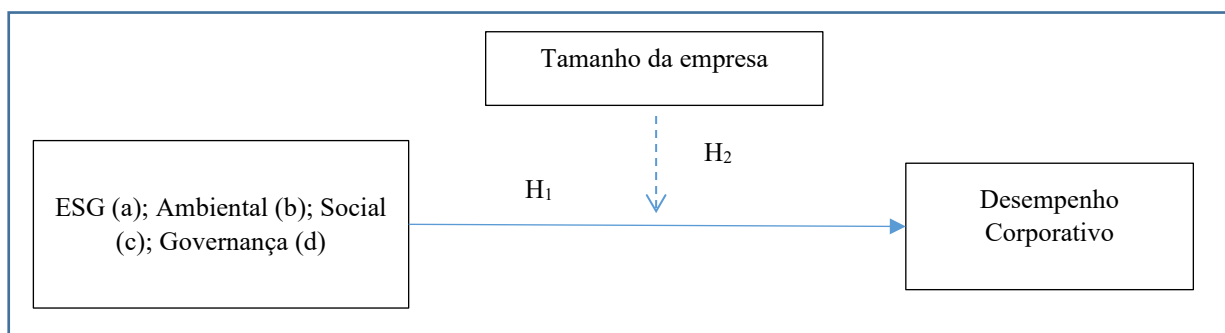 Tamanho da empresa
H₂
H₁
ESG (a); Ambiental (b); Social
(c); Governança (d)
Desempenho
Corporativo